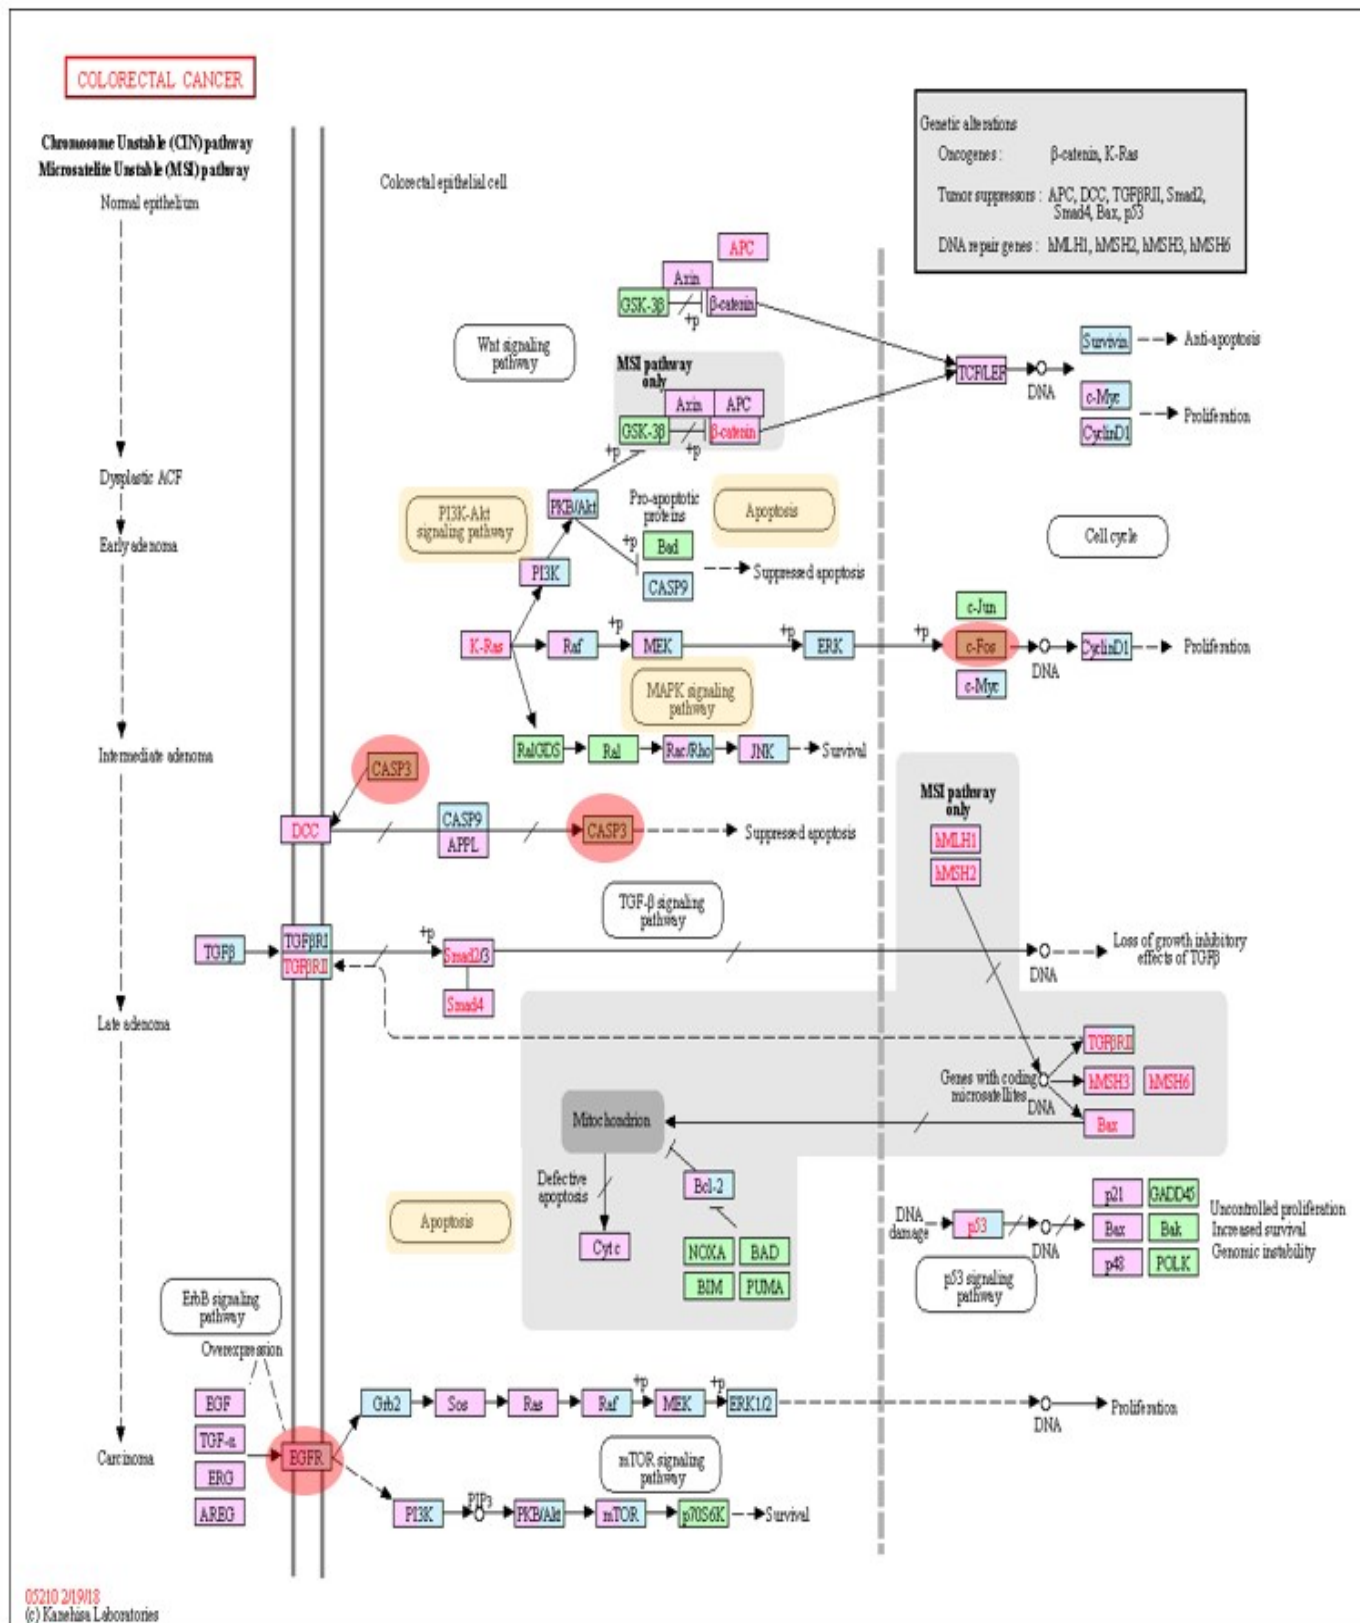 COLORECTAL CANCER
Chromosome Unstable (CIN) pathway
Microsatelite Unstable (MSI) pathway
Normal epithelium
Dysplastic ACF
Early adenoma
Intermediate adenoma
Late adenoma
Carcinoma
Colorectal epithelial cell
Genetic alterations
Oncogenes : β-catenin, K-Ras
Tumor suppressors : APC, DCC, TGFβRII, Smad2,
Smad4, Bax, p53
DNA repair genes : hMLH1, hMSH2, hMSH3, hMSH6
APC
Axin
GSK-3β
β-catenin
+p
Wnt signaling
pathway
MSI pathway
only
Axin
APC
GSK-3β
β-catenin
+p
+p
TCF/LEF
DNA
Survivin
Anti-apoptosis
c-Myc
CyclinD1
Proliferation
PI3K-Akt
signaling pathway
PKB/Akt
PI3K
Pro-apoptotic
proteins
+p
Bad
CASP9
Suppressed apoptosis
Apoptosis
Cell cycle
K-Ras
Raf
+p
MEK
+p
ERK
+p
c-Jun
c-Fos
c-Myc
DNA
CyclinD1
Proliferation
MAPK signaling
pathway
RalGDS
Ral
Rac/Rho
JNK
Survival
CASP3
DCC
CASP9
APPL
CASP3
Suppressed apoptosis
MSI pathway
only
hMLH1
hMSH2
TGF-β signaling
pathway
TGFβ
TGFβRI
TGFβRII
+p
Smad2/3
Smad4
DNA
Loss of growth inhibitory
effects of TGFβ
Genes with coding
microsatellites
DNA
TGFβRII
hMSH3
hMSH6
Bax
Mitochondrion
Defective
apoptosis
Bcl-2
Cytc
NOXA
BAD
BIM
PUMA
Apoptosis
DNA
damage
p53
DNA
p21
GADD45
Bax
Bak
p48
POLK
Uncontrolled proliferation
Increased survival
Genomic instability
p53 signaling
pathway
ErbB signaling
pathway
Overexpression
EGF
TGF-α
ERG
AREG
EGFR
Grb2
Sos
Ras
Raf
+p
MEK
+p
ERK1/2
DNA
Proliferation
mTOR signaling
pathway
PI3K
PIP3
PKB/Akt
mTOR
p70S6K
Survival
05210 2/19/18
(c) Kanehisa Laboratories